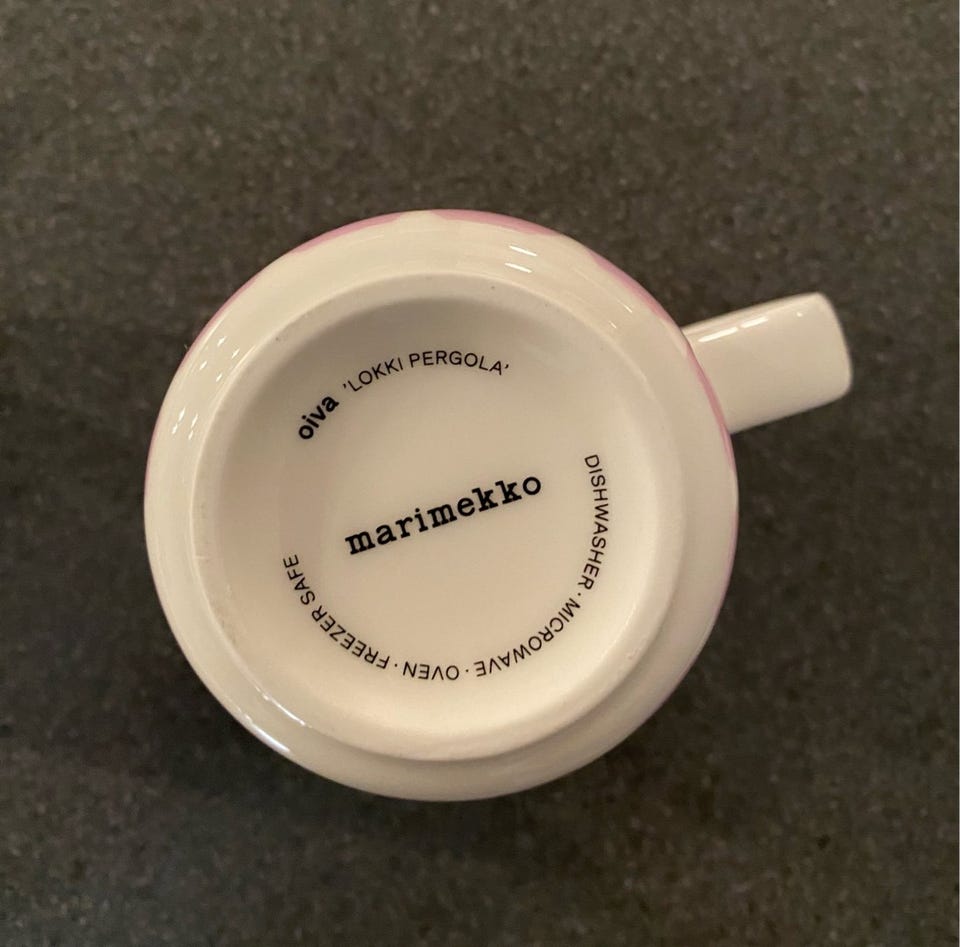 oiva 'LOKKI PERGOLA'
marimekko
DISHWASHER · MICROWAVE · OVEN · FREEZER SAFE